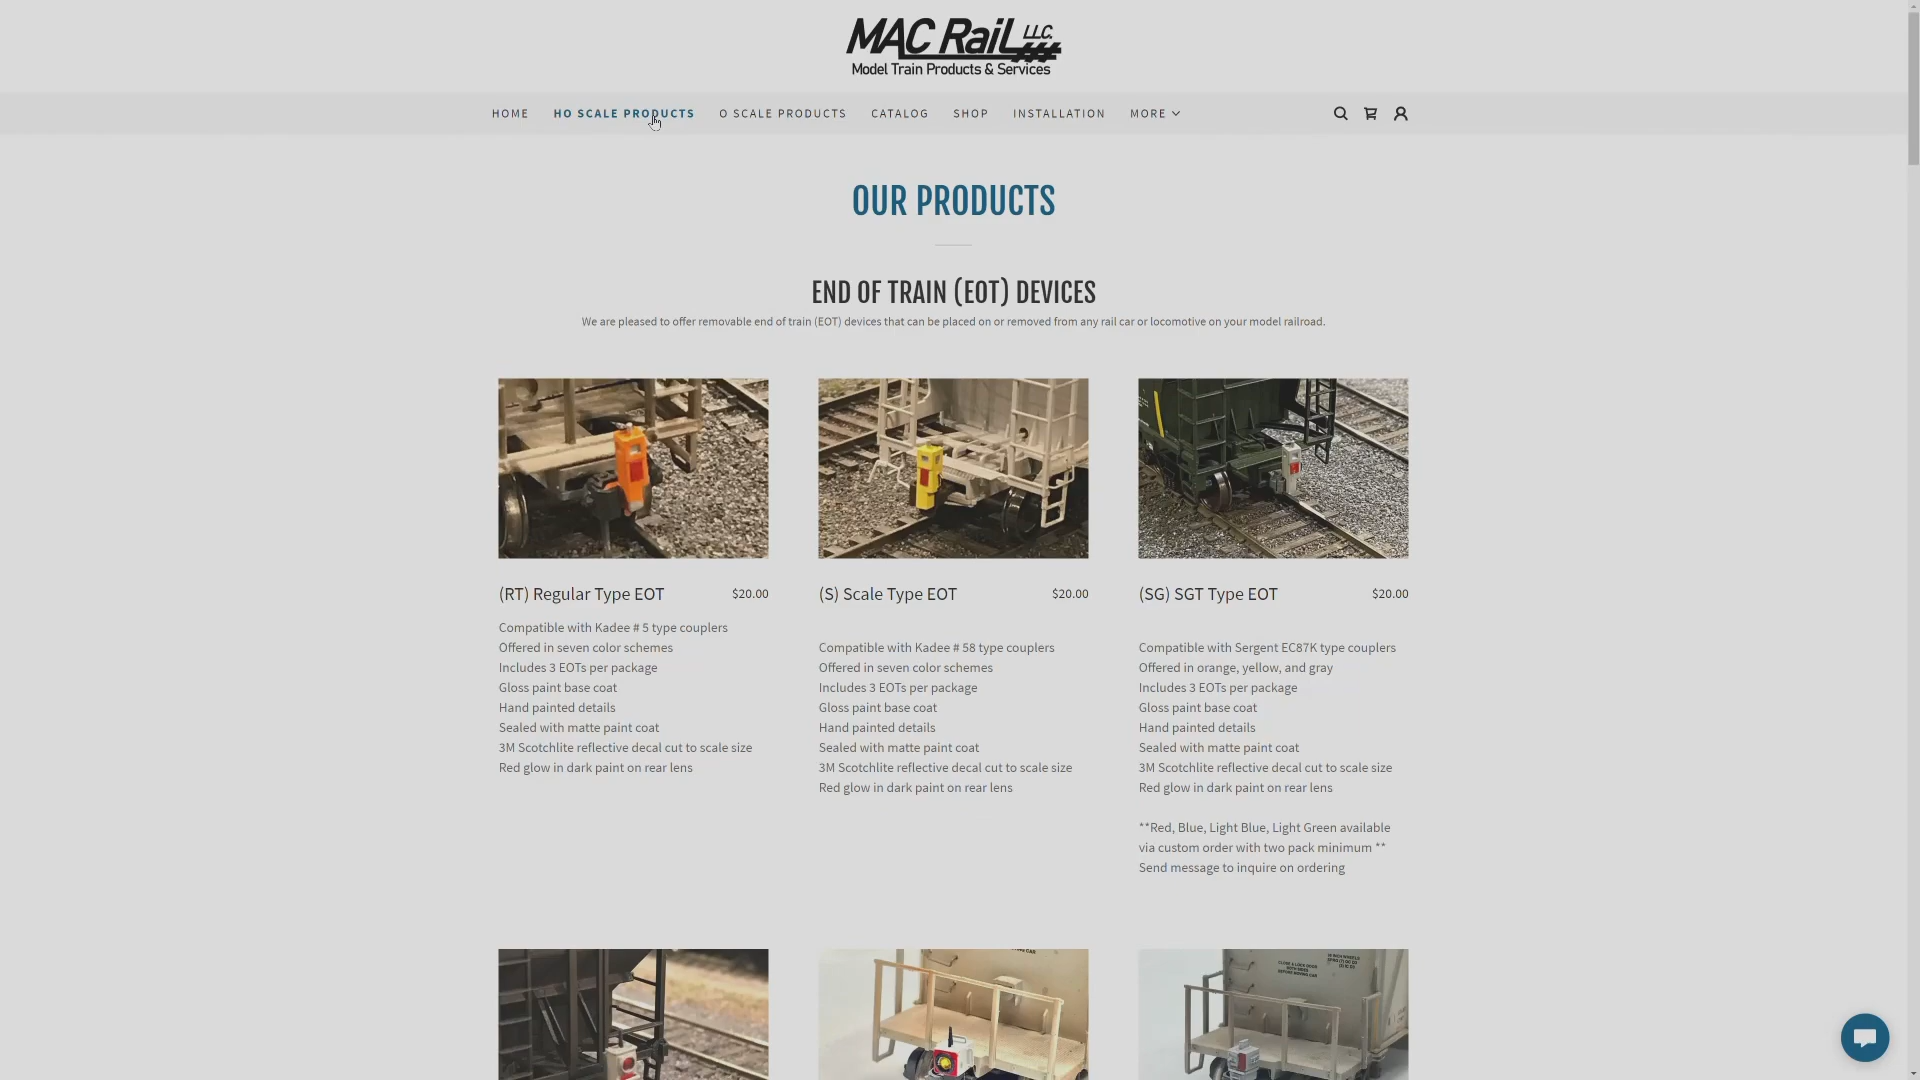 MAC Rail LLC.
Model Train Products & Services
HOME HO SCALE PRODUCTS O SCALE PRODUCTS CATALOG SHOP INSTALLATION MORE
OUR PRODUCTS
END OF TRAIN (EOT) DEVICES
We are pleased to offer removable end of train (EOT) devices that can be placed on or removed from any rail car or locomotive on your model railroad.
(RT) Regular Type EOT $20.00
Compatible with Kadee # 5 type couplers
Offered in seven color schemes
Includes 3 EOTs per package
Gloss paint base coat
Hand painted details
Sealed with matte paint coat
3M Scotchlite reflective decal cut to scale size
Red glow in dark paint on rear lens
(S) Scale Type EOT $20.00
Compatible with Kadee # 58 type couplers
Offered in seven color schemes
Includes 3 EOTs per package
Gloss paint base coat
Hand painted details
Sealed with matte paint coat
3M Scotchlite reflective decal cut to scale size
Red glow in dark paint on rear lens
(SG) SGT Type EOT $20.00
Compatible with Sergent EC87K type couplers
Offered in orange, yellow, and gray
Includes 3 EOTs per package
Gloss paint base coat
Hand painted details
Sealed with matte paint coat
3M Scotchlite reflective decal cut to scale size
Red glow in dark paint on rear lens
**Red, Blue, Light Blue, Light Green available
via custom order with two pack minimum **
Send message to inquire on ordering